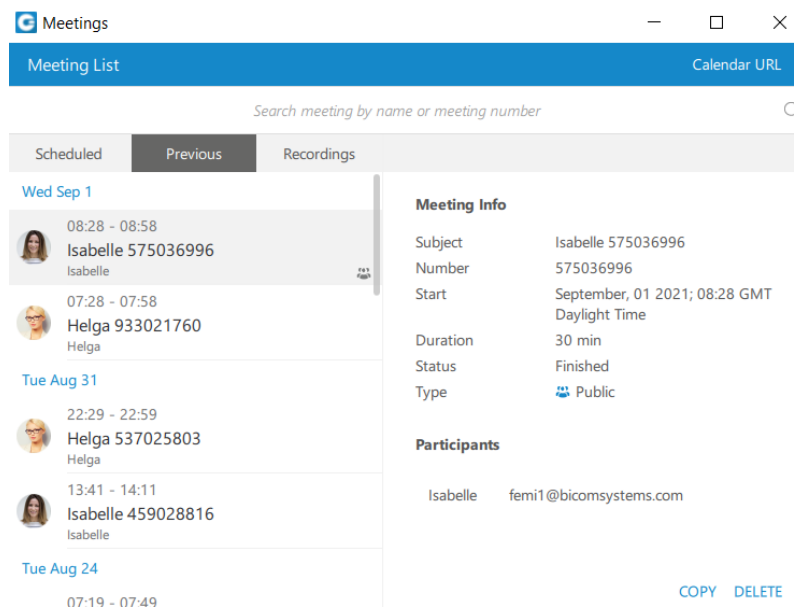 Meetings
Meeting List
Calendar URL
Search meeting by name or meeting number
Scheduled
Previous
Recordings
Wed Sep 1
08:28 - 08:58
Isabelle 575036996
Isabelle
07:28 - 07:58
Helga 933021760
Helga
Tue Aug 31
22:29 - 22:59
Helga 537025803
Helga
13:41 - 14:11
Isabelle 459028816
Isabelle
Tue Aug 24
07:19 - 07:49
Meeting Info
Subject Isabelle 575036996
Number 575036996
Start September, 01 2021; 08:28 GMT
Daylight Time
Duration 30 min
Status Finished
Type Public
Participants
Isabelle femi1@bicomsystems.com
COPY DELETE